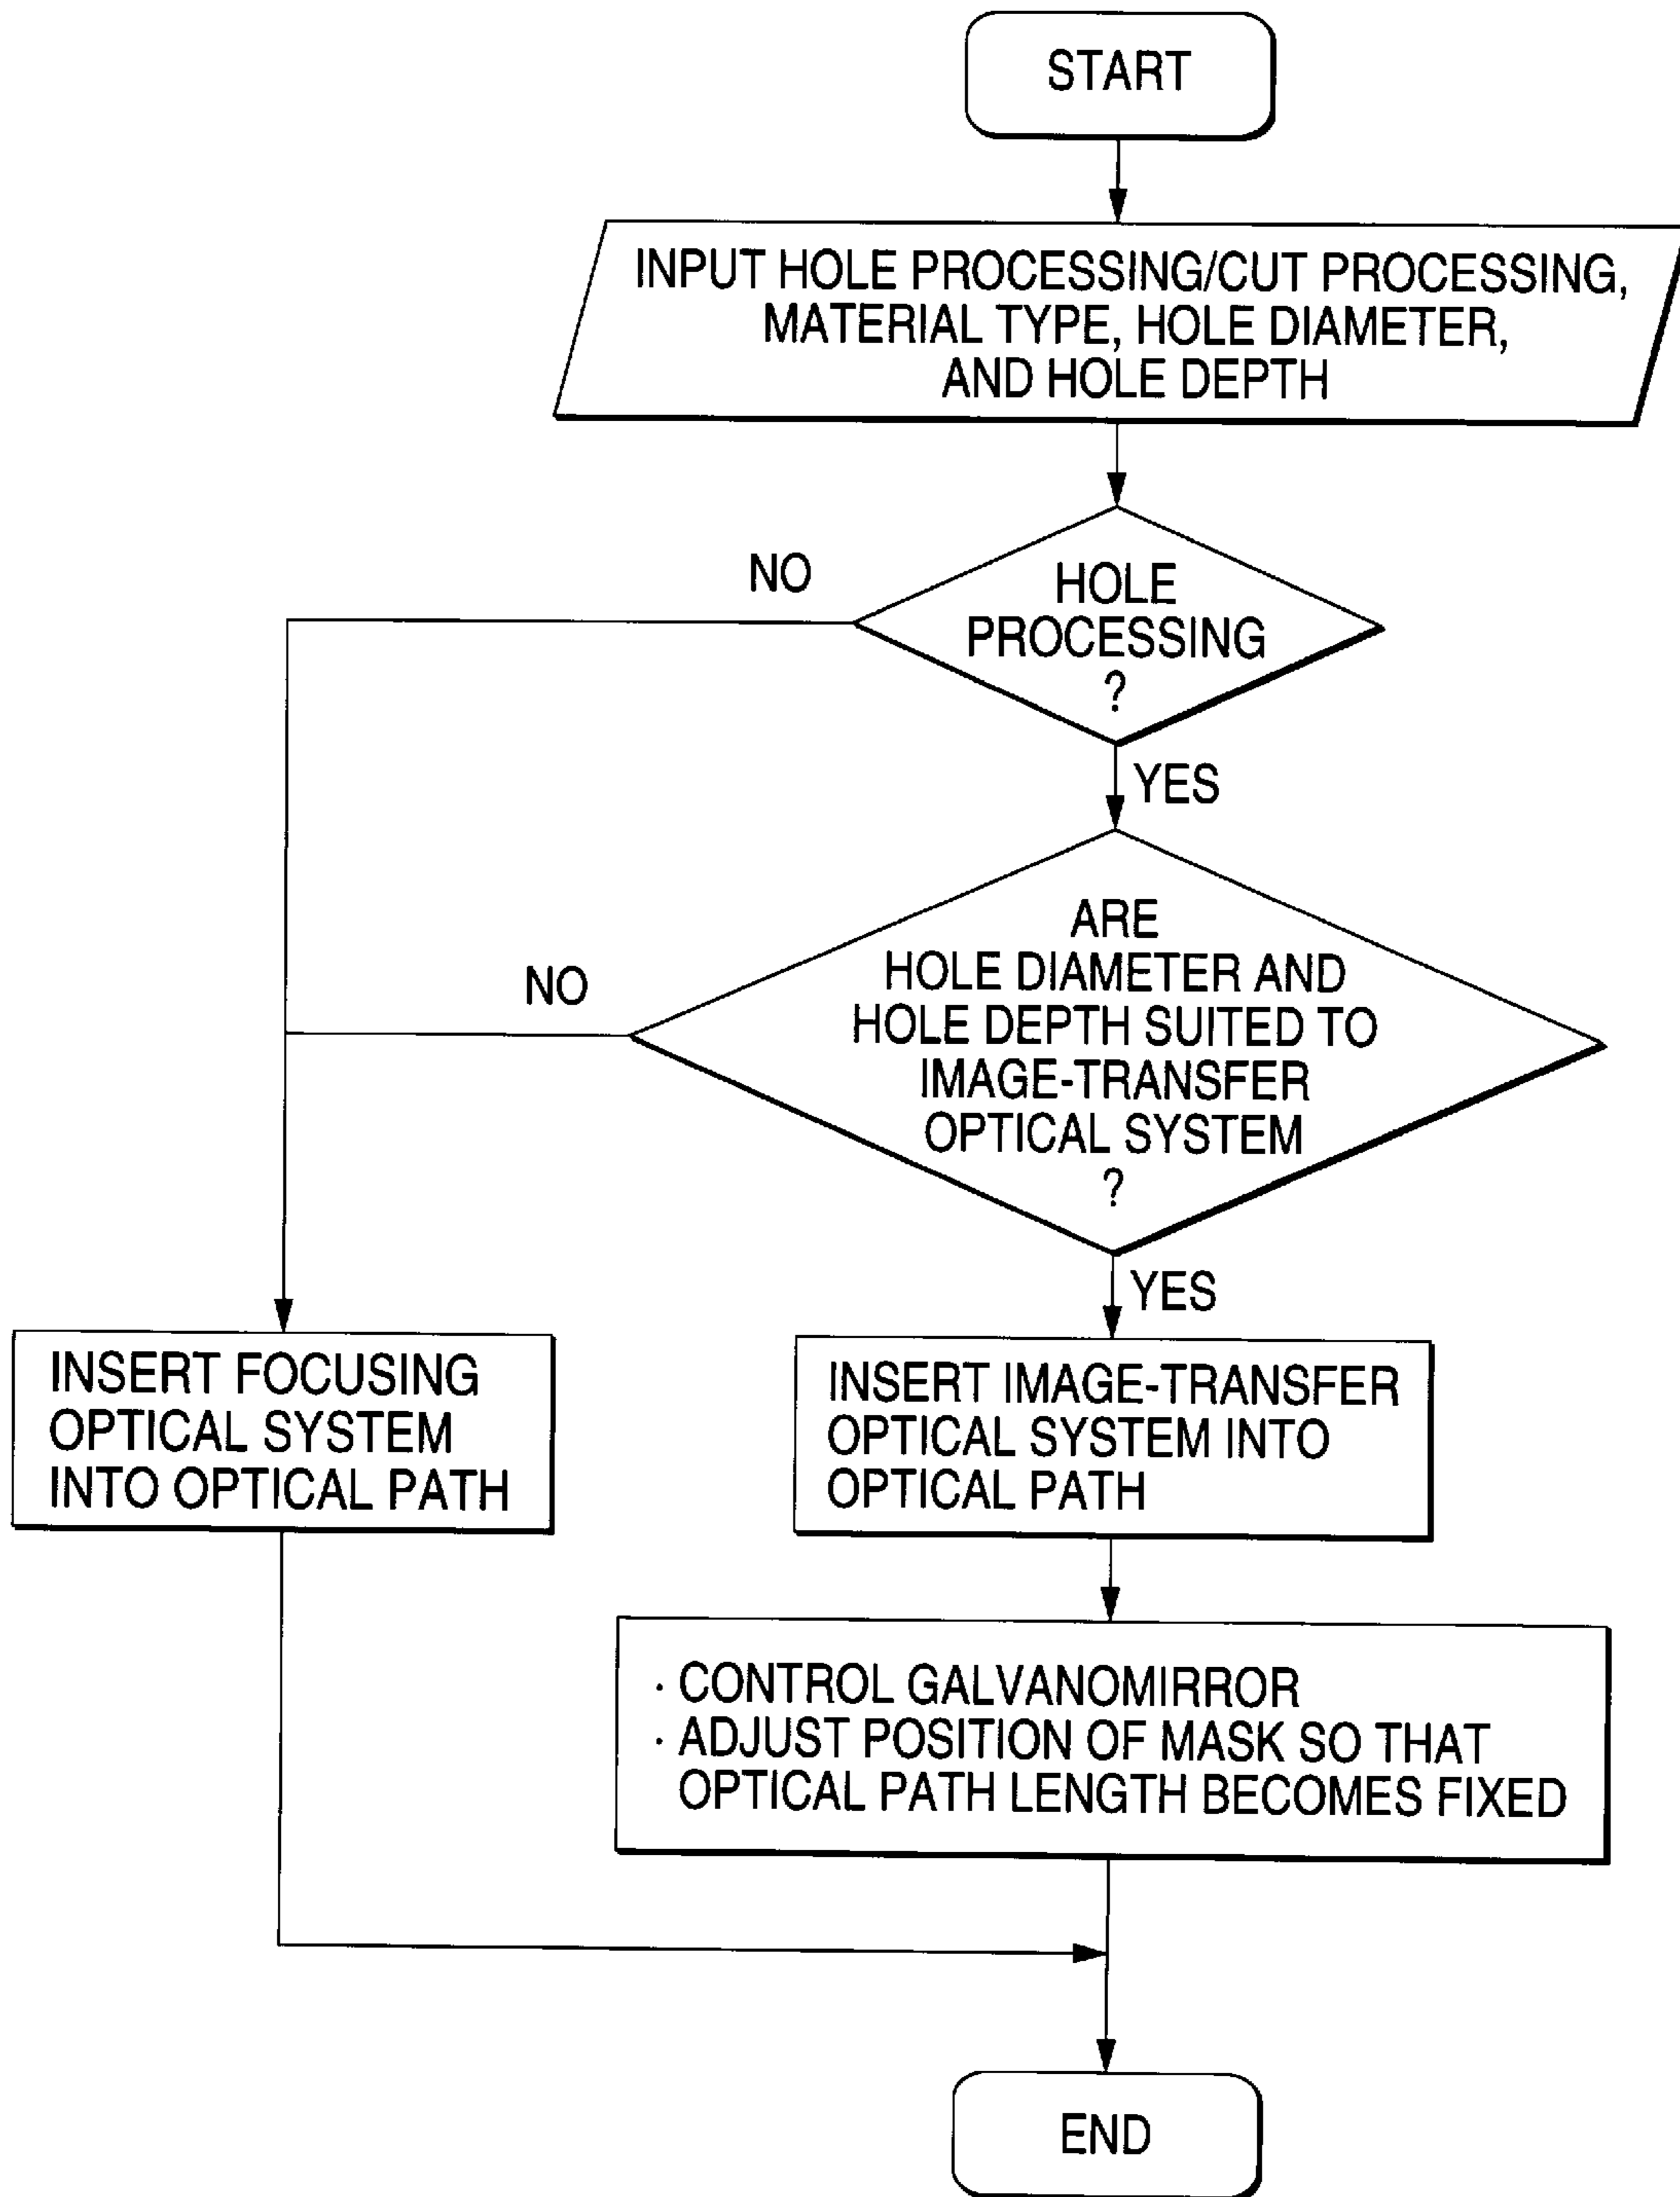 START
INPUT HOLE PROCESSING/CUT PROCESSING,
MATERIAL TYPE, HOLE DIAMETER,
AND HOLE DEPTH
NO
HOLE
PROCESSING
?
YES
ARE
HOLE DIAMETER AND
HOLE DEPTH SUITED TO
IMAGE-TRANSFER
OPTICAL SYSTEM
?
NO
YES
INSERT FOCUSING
OPTICAL SYSTEM
INTO OPTICAL PATH
INSERT IMAGE-TRANSFER
OPTICAL SYSTEM INTO
OPTICAL PATH
· CONTROL GALVANOMIRROR
· ADJUST POSITION OF MASK SO THAT
OPTICAL PATH LENGTH BECOMES FIXED
END